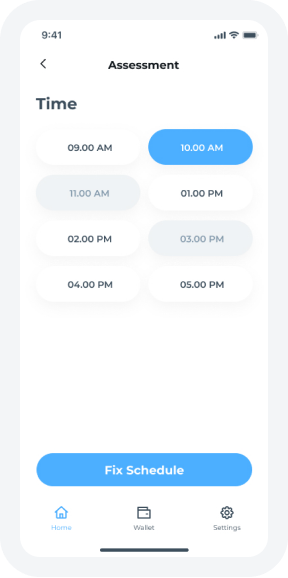 9:41
Assessment
Time
09.00 AM 10.00 AM
11.00 AM 01.00 PM
02.00 PM 03.00 PM
04.00 PM 05.00 PM
Fix Schedule
Home Wallet Settings